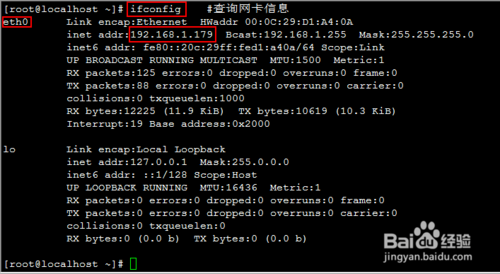 [root@localhost ~]# ifconfig #查询网卡信息
eth0 Link encap:Ethernet HWaddr 00:0C:29:D1:A4:0A
inet addr:192.168.1.179 Bcast:192.168.1.255 Mask:255.255.255.0
inet6 addr: fe80::20c:29ff:fed1:a40a/64 Scope:Link
UP BROADCAST RUNNING MULTICAST MTU:1500 Metric:1
RX packets:125 errors:0 dropped:0 overruns:0 frame:0
TX packets:88 errors:0 dropped:0 overruns:0 carrier:0
collisions:0 txqueuelen:1000
RX bytes:12225 (11.9 KiB) TX bytes:10619 (10.3 KiB)
Interrupt:19 Base address:0x2000
lo Link encap:Local Loopback
inet addr:127.0.0.1 Mask:255.0.0.0
inet6 addr: ::1/128 Scope:Host
UP LOOPBACK RUNNING MTU:16436 Metric:1
RX packets:0 errors:0 dropped:0 overruns:0 frame:0
TX packets:0 errors:0 dropped:0 overruns:0 carrier:0
collisions:0 txqueuelen:0
RX bytes:0 (0.0 b) TX bytes:0 (0.0 b)
[root@localhost ~]#
Baidu经验
jingyan.baidu.com